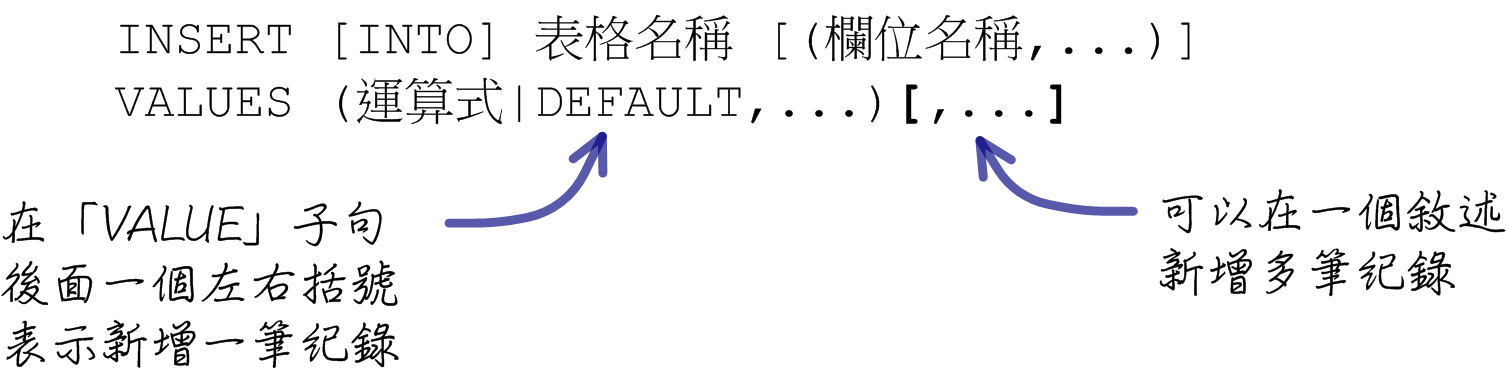 INSERT [INTO] 表格名稱 [(欄位名稱,...)]
VALUES (運算式|DEFAULT,...)[,...]
在「VALUE」子句
後面一個左右括號
表示新增一筆纪錄
可以在一個敘述
新增多筆纪錄